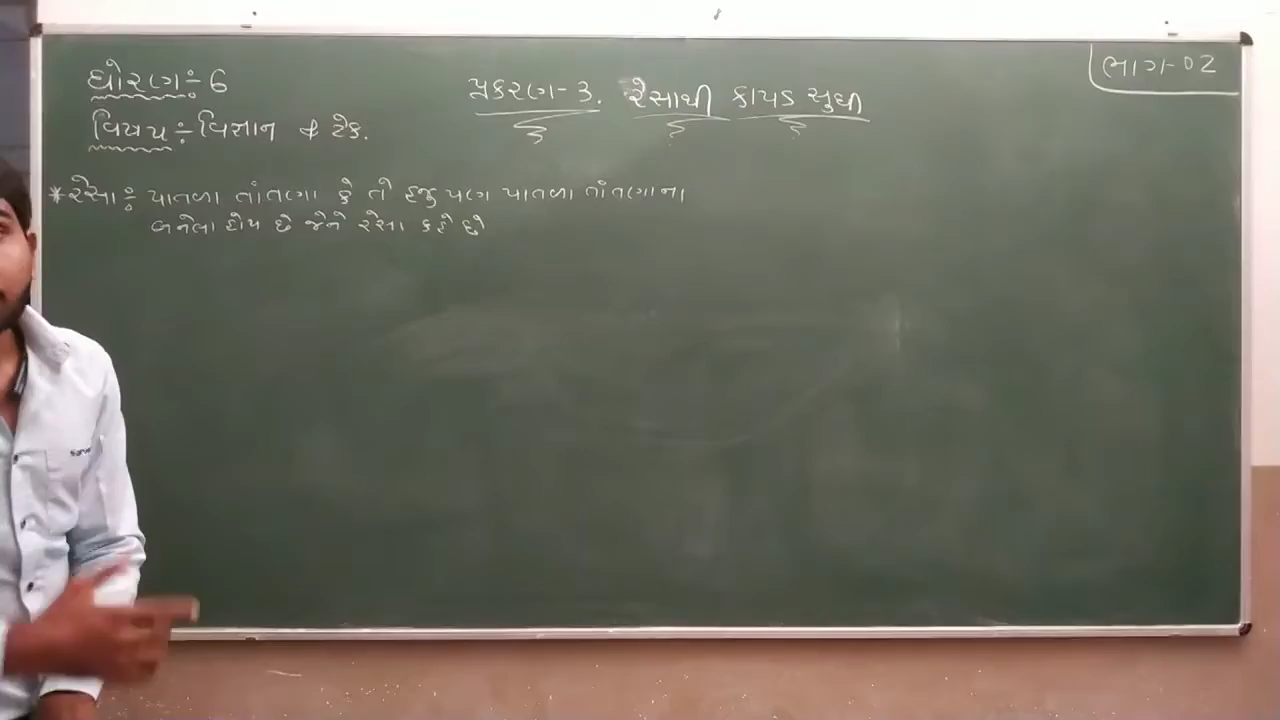 ધોરણ ÷ 6
વિષય ÷ વિજ્ઞાન & ટેક.
પ્રકરણ - 3. રેસાથી કાપડ સુધી
ભાગ - 02
* રેસા ÷ પાતળા તાંતણા કે તે હજુ પણ પાતળા તાંતણાના
બનેલા હોય છે જેને રેસા કહે છે